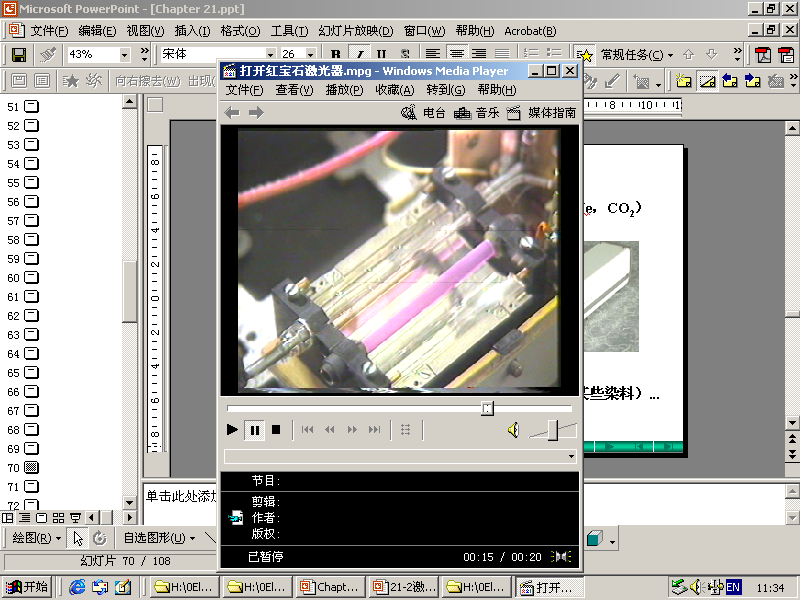 Microsoft PowerPoint - [Chapter 21.ppt]
文件(F) 编辑(E) 视图(V) 插入(I) 格式(O) 工具(T) 幻灯片放映(D) 窗口(W) 帮助(H) Acrobat(B)
43% 宋体 26 B I U S 常规任务(C)
向右擦去(W) 出现
打开红宝石激光器.mpg - Windows Media Player
文件(F) 查看(V) 播放(P) 收藏(A) 转到(G) 帮助(H)
电台 音乐 媒体指南
51
52
53
54
55
56
57
58
59
60
61
62
63
64
65
66
67
68
69
70
71
72
e, CO2)
某些染料) ...
单击此处添加
节目:
剪辑:
作者:
版权:
已暂停 00:15 / 00:20
绘图(R) 自选图形(U)
幻灯片 70 / 108
开始 H:\0El... H:\0El... Chapt... 21-2激... H:\0El... 打开... EN 11:34